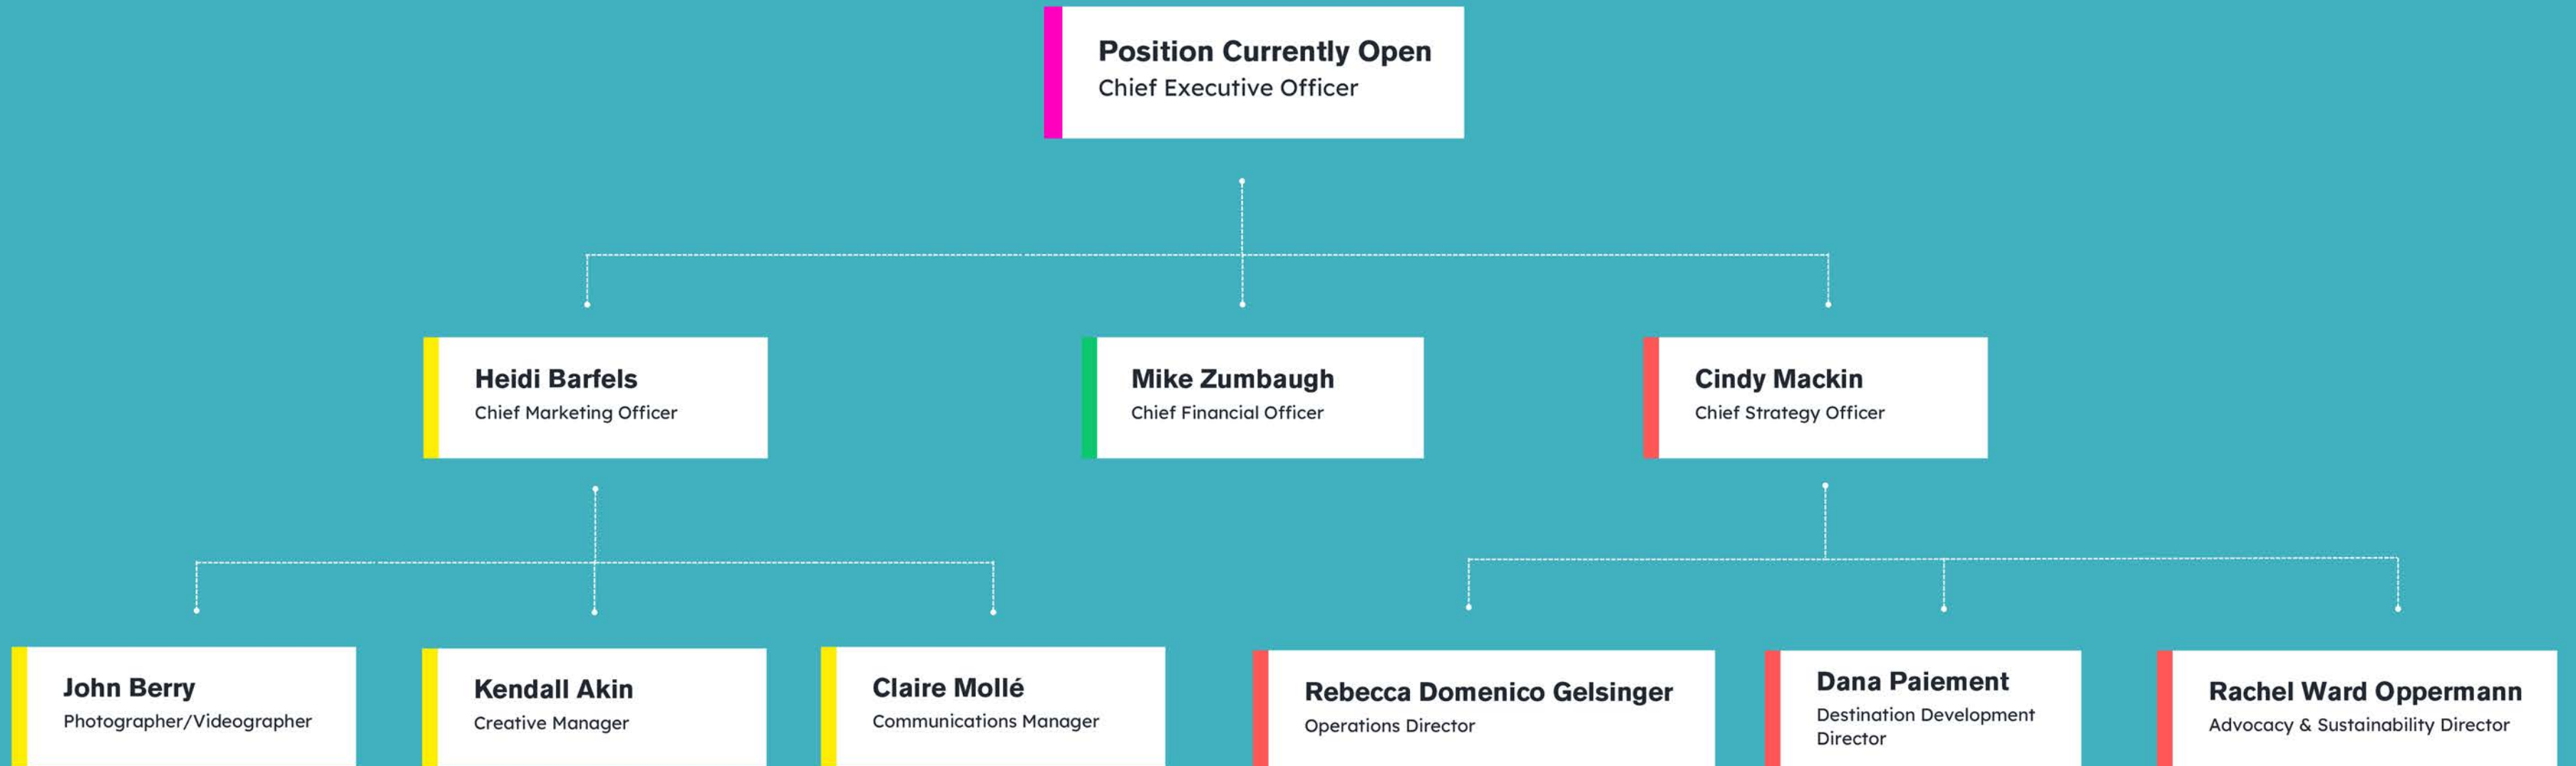 Position Currently Open
Chief Executive Officer
Heidi Barfels
Chief Marketing Officer
Mike Zumbaugh
Chief Financial Officer
Cindy Mackin
Chief Strategy Officer
John Berry
Photographer/Videographer
Kendall Akin
Creative Manager
Claire Mollé
Communications Manager
Rebecca Domenico Gelsinger
Operations Director
Dana Paiement
Destination Development
Director
Rachel Ward Oppermann
Advocacy & Sustainability Director